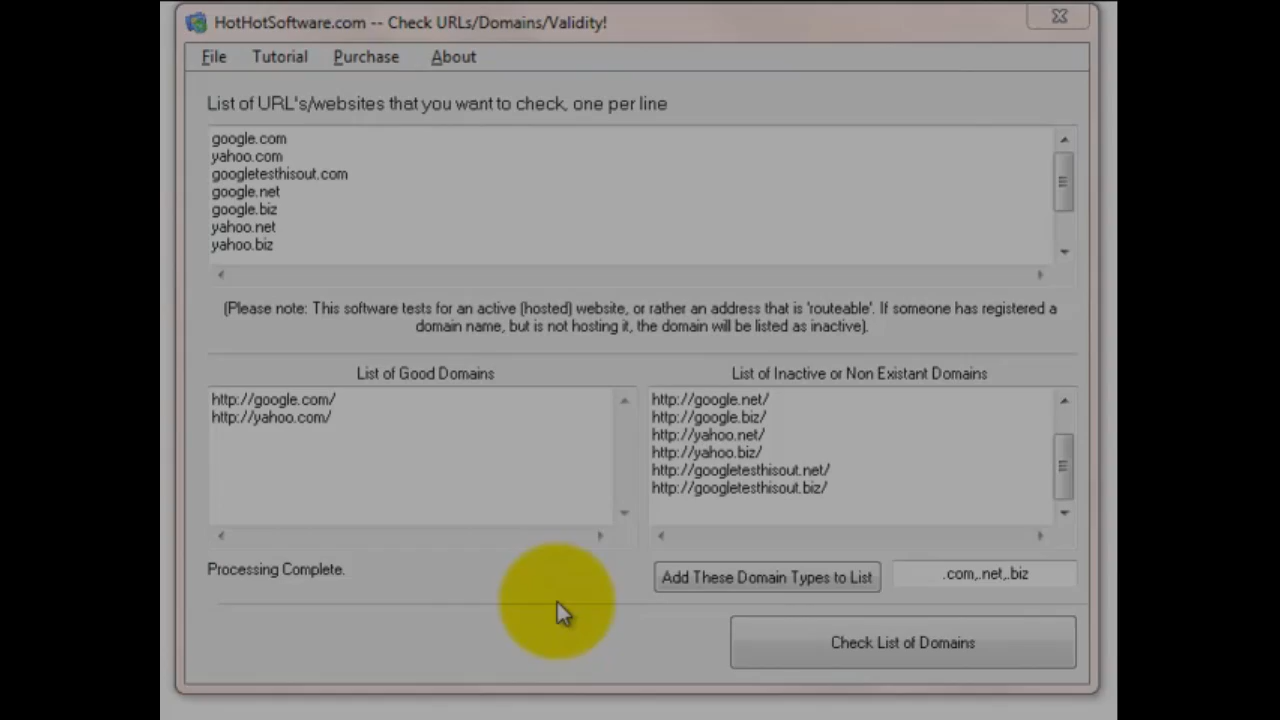 HotHotSoftware.com -- Check URLs/Domains/Validity!
File Tutorial Purchase About
List of URL's/websites that you want to check, one per line
google.com
yahoo.com
googletesthisout.com
google.net
google.biz
yahoo.net
yahoo.biz
(Please note: This software tests for an active (hosted) website, or rather an address that is 'routeable'. If someone has registered a
domain name, but is not hosting it, the domain will be listed as inactive).
List of Good Domains
http://google.com/
http://yahoo.com/
List of Inactive or Non Existant Domains
http://google.net/
http://google.biz/
http://yahoo.net/
http://yahoo.biz/
http://googletesthisout.net/
http://googletesthisout.biz/
Processing Complete.
Add These Domain Types to List
.com,.net,.biz
Check List of Domains